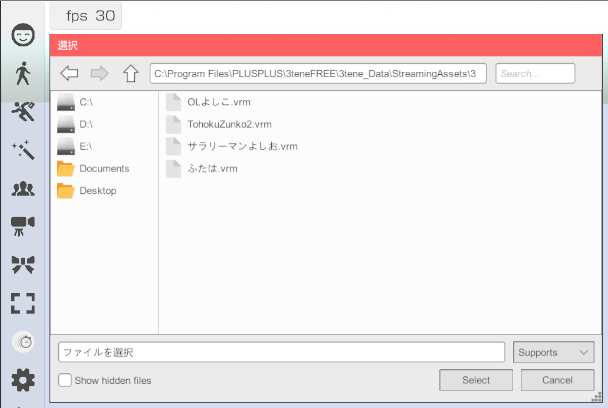 fps 30
選択
C:\Program Files\PLUSPLUS\3teneFREE\3tene_Data\StreamingAssets\3
Search...
C:\
D:\
E:\
Documents
Desktop
OLよしこ.vrm
TohokuZunko2.vrm
サラリーマンよしお.vrm
ふたは.vrm
ファイルを選択
Supports
Show hidden files
Select
Cancel